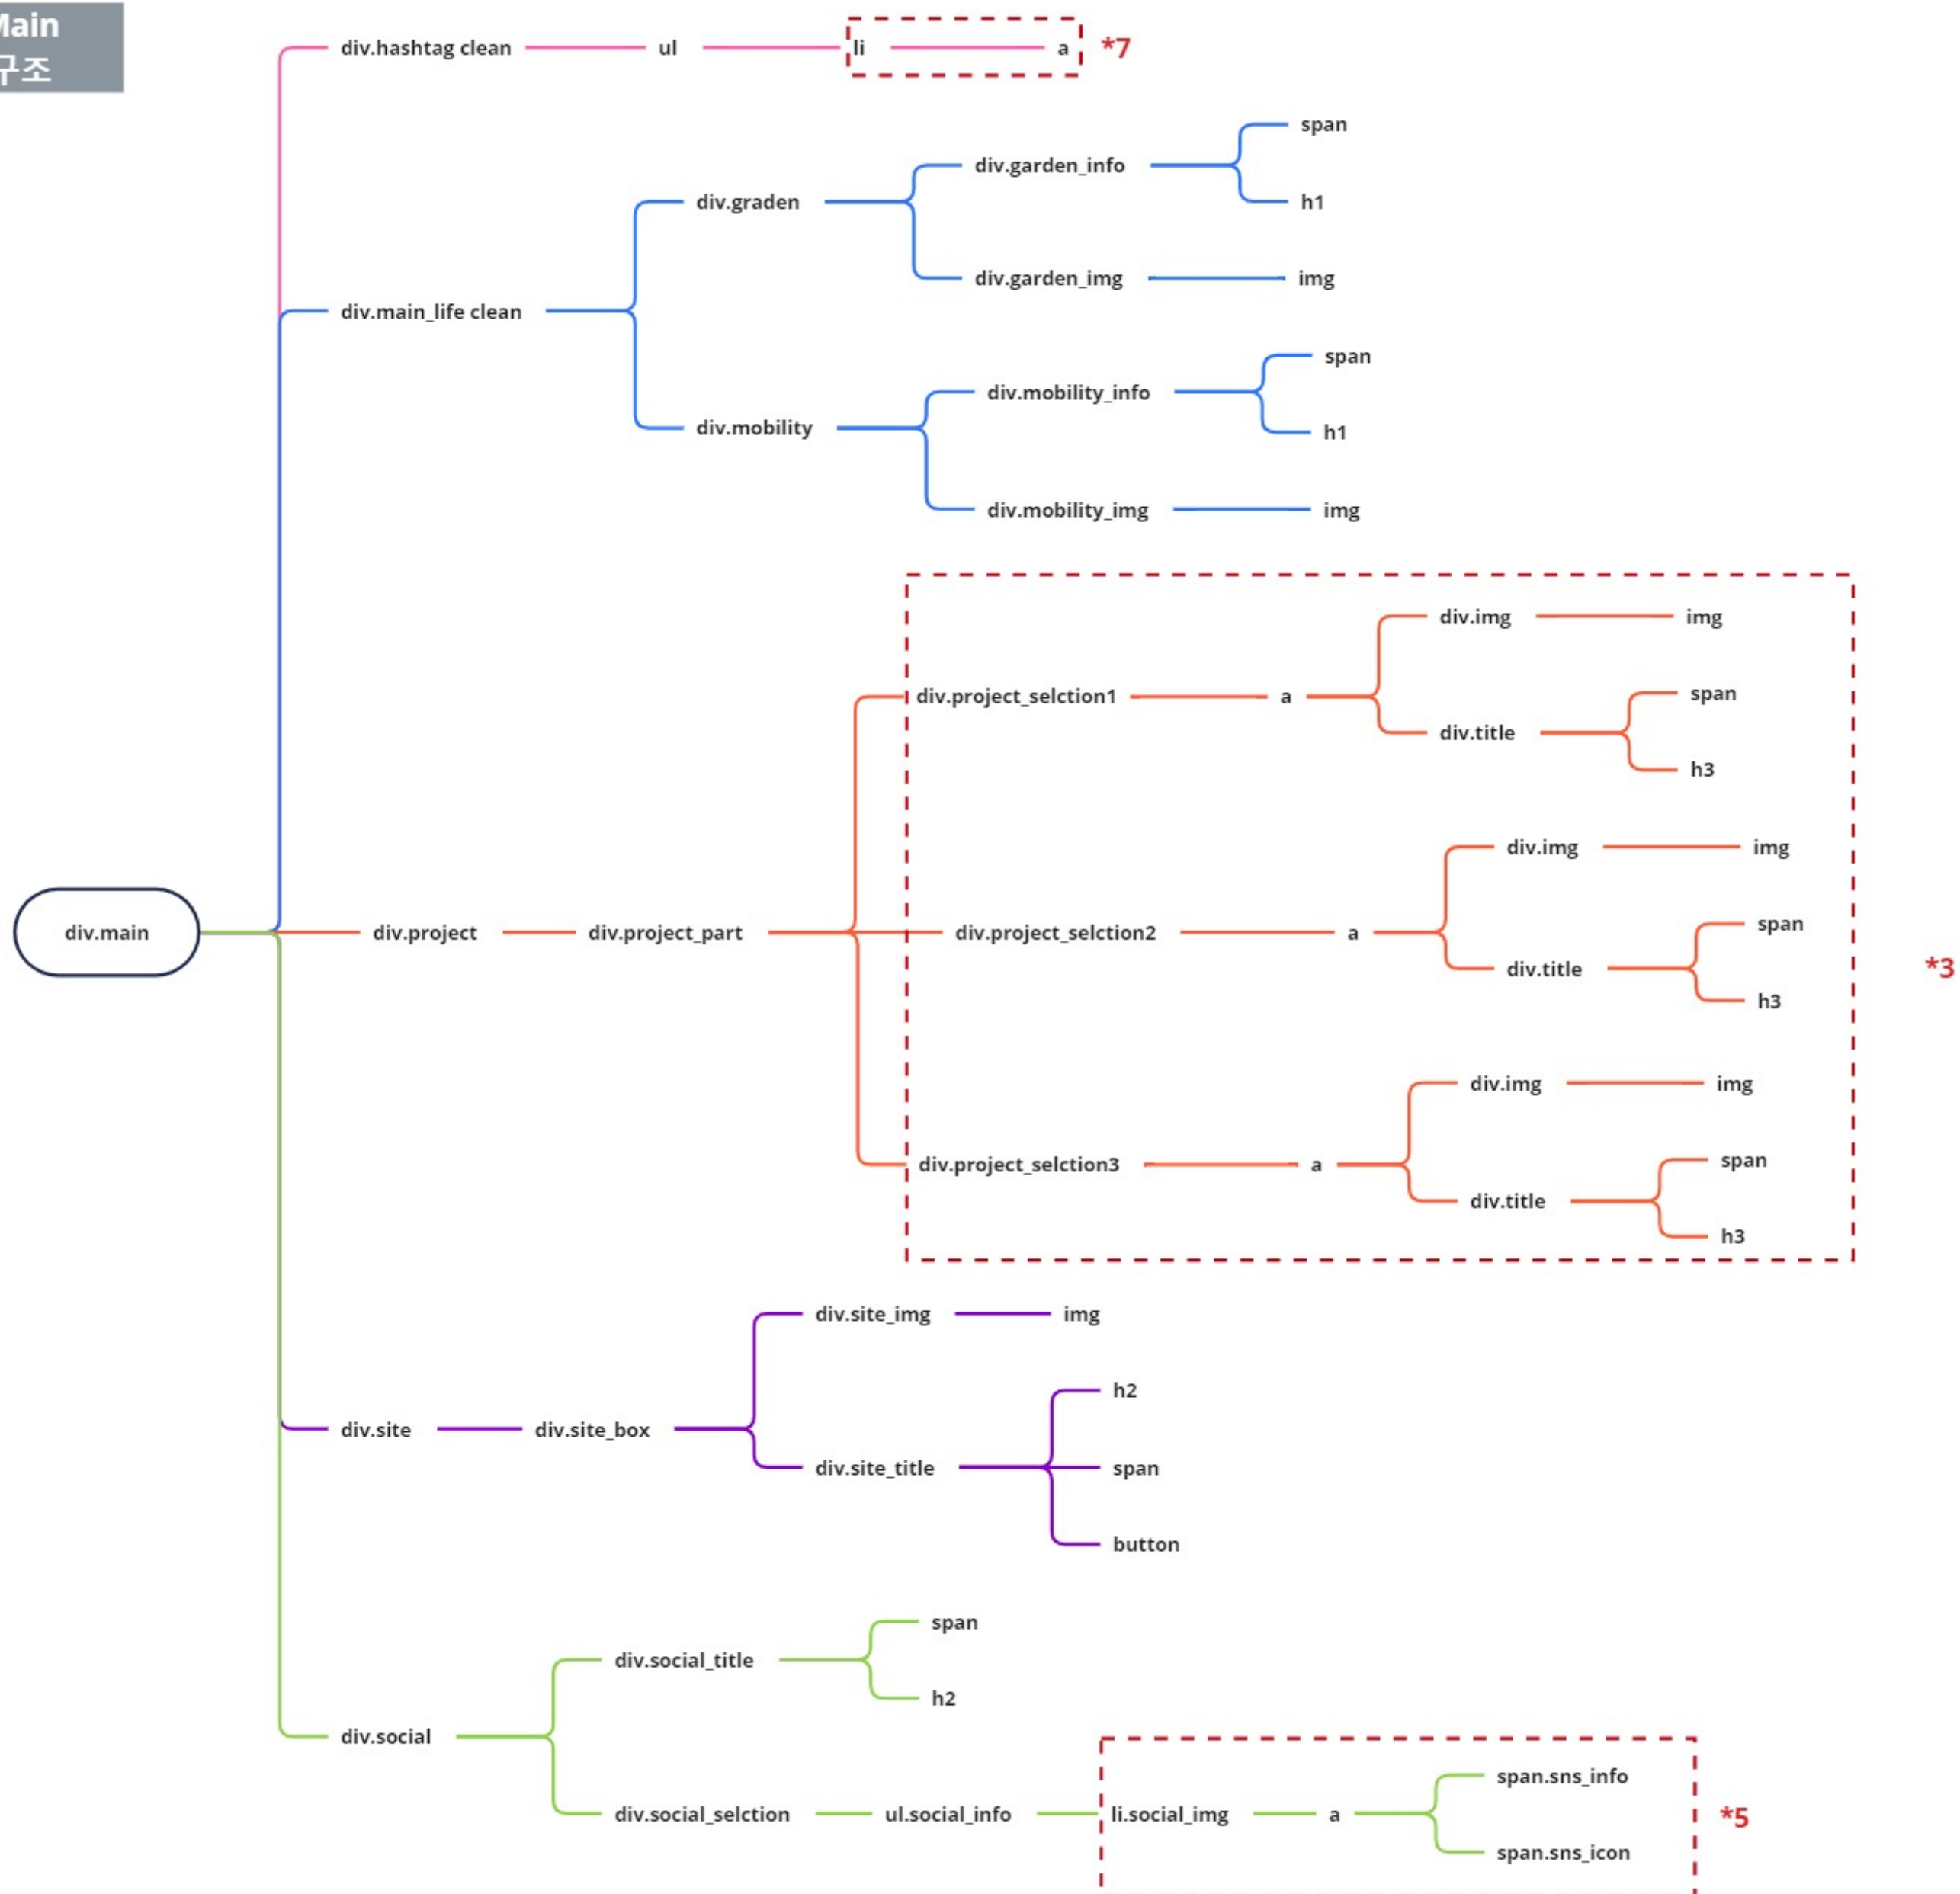 Main
구조
div.hashtag clean
ul
li
a
*7
span
div.garden_info
div.graden
h1
div.garden_img
img
div.main_life clean
span
div.mobility_info
div.mobility
h1
div.mobility_img
img
div.img
img
div.project_selction1
a
span
div.title
h3
div.img
img
div.main
div.project
div.project_part
div.project_selction2
a
span
div.title
h3
*3
div.img
img
div.project_selction3
a
span
div.title
h3
div.site_img
img
h2
div.site
div.site_box
div.site_title
span
button
span
div.social_title
h2
div.social
span.sns_info
div.social_selction
ul.social_info
li.social_img
a
*5
span.sns_icon